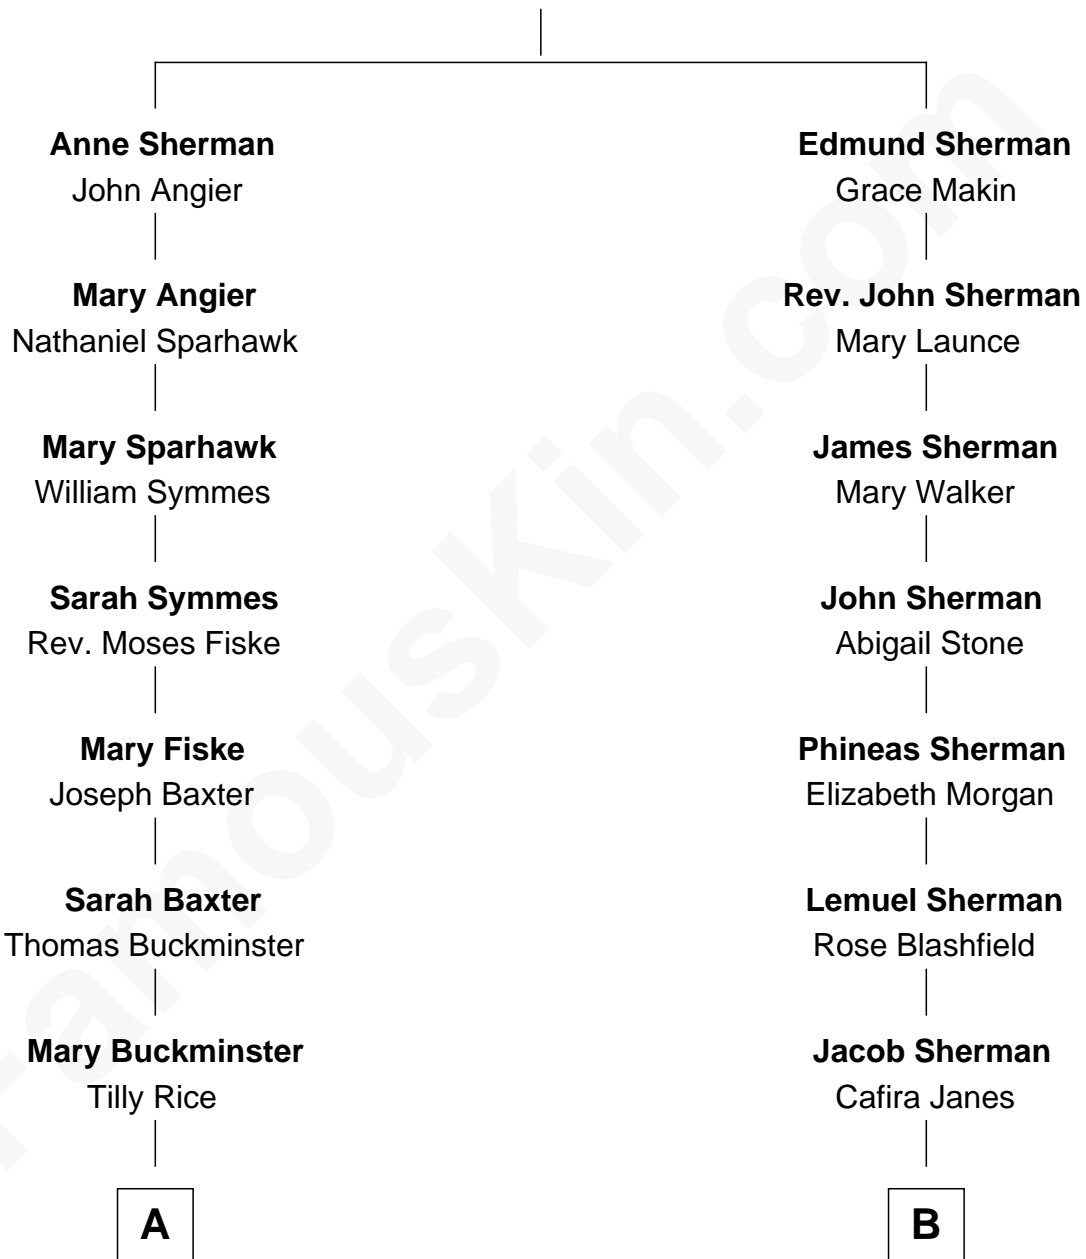 Anne Sherman
John Angier
Mary Angier
Nathaniel Sparhawk
Mary Sparhawk
William Symmes
Sarah Symmes
Rev. Moses Fiske
Mary Fiske
Joseph Baxter
Sarah Baxter
Thomas Buckminster
Mary Buckminster
Tilly Rice
A
Edmund Sherman
Grace Makin
Rev. John Sherman
Mary Launce
James Sherman
Mary Walker
John Sherman
Abigail Stone
Phineas Sherman
Elizabeth Morgan
Lemuel Sherman
Rose Blashfield
Jacob Sherman
Cafira Janes
B
FamousKin.com